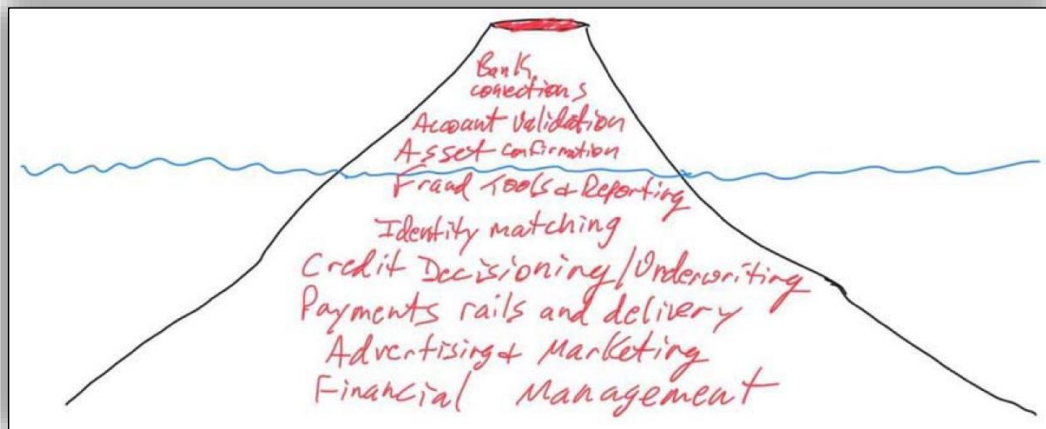 Bank
conections
Account Validation
Asset confirmation
Fraud Tools & Reporting
Identity matching
Credit Decisioning/Underwriting
Payments rails and delivery
Advertising & Marketing
Financial Management